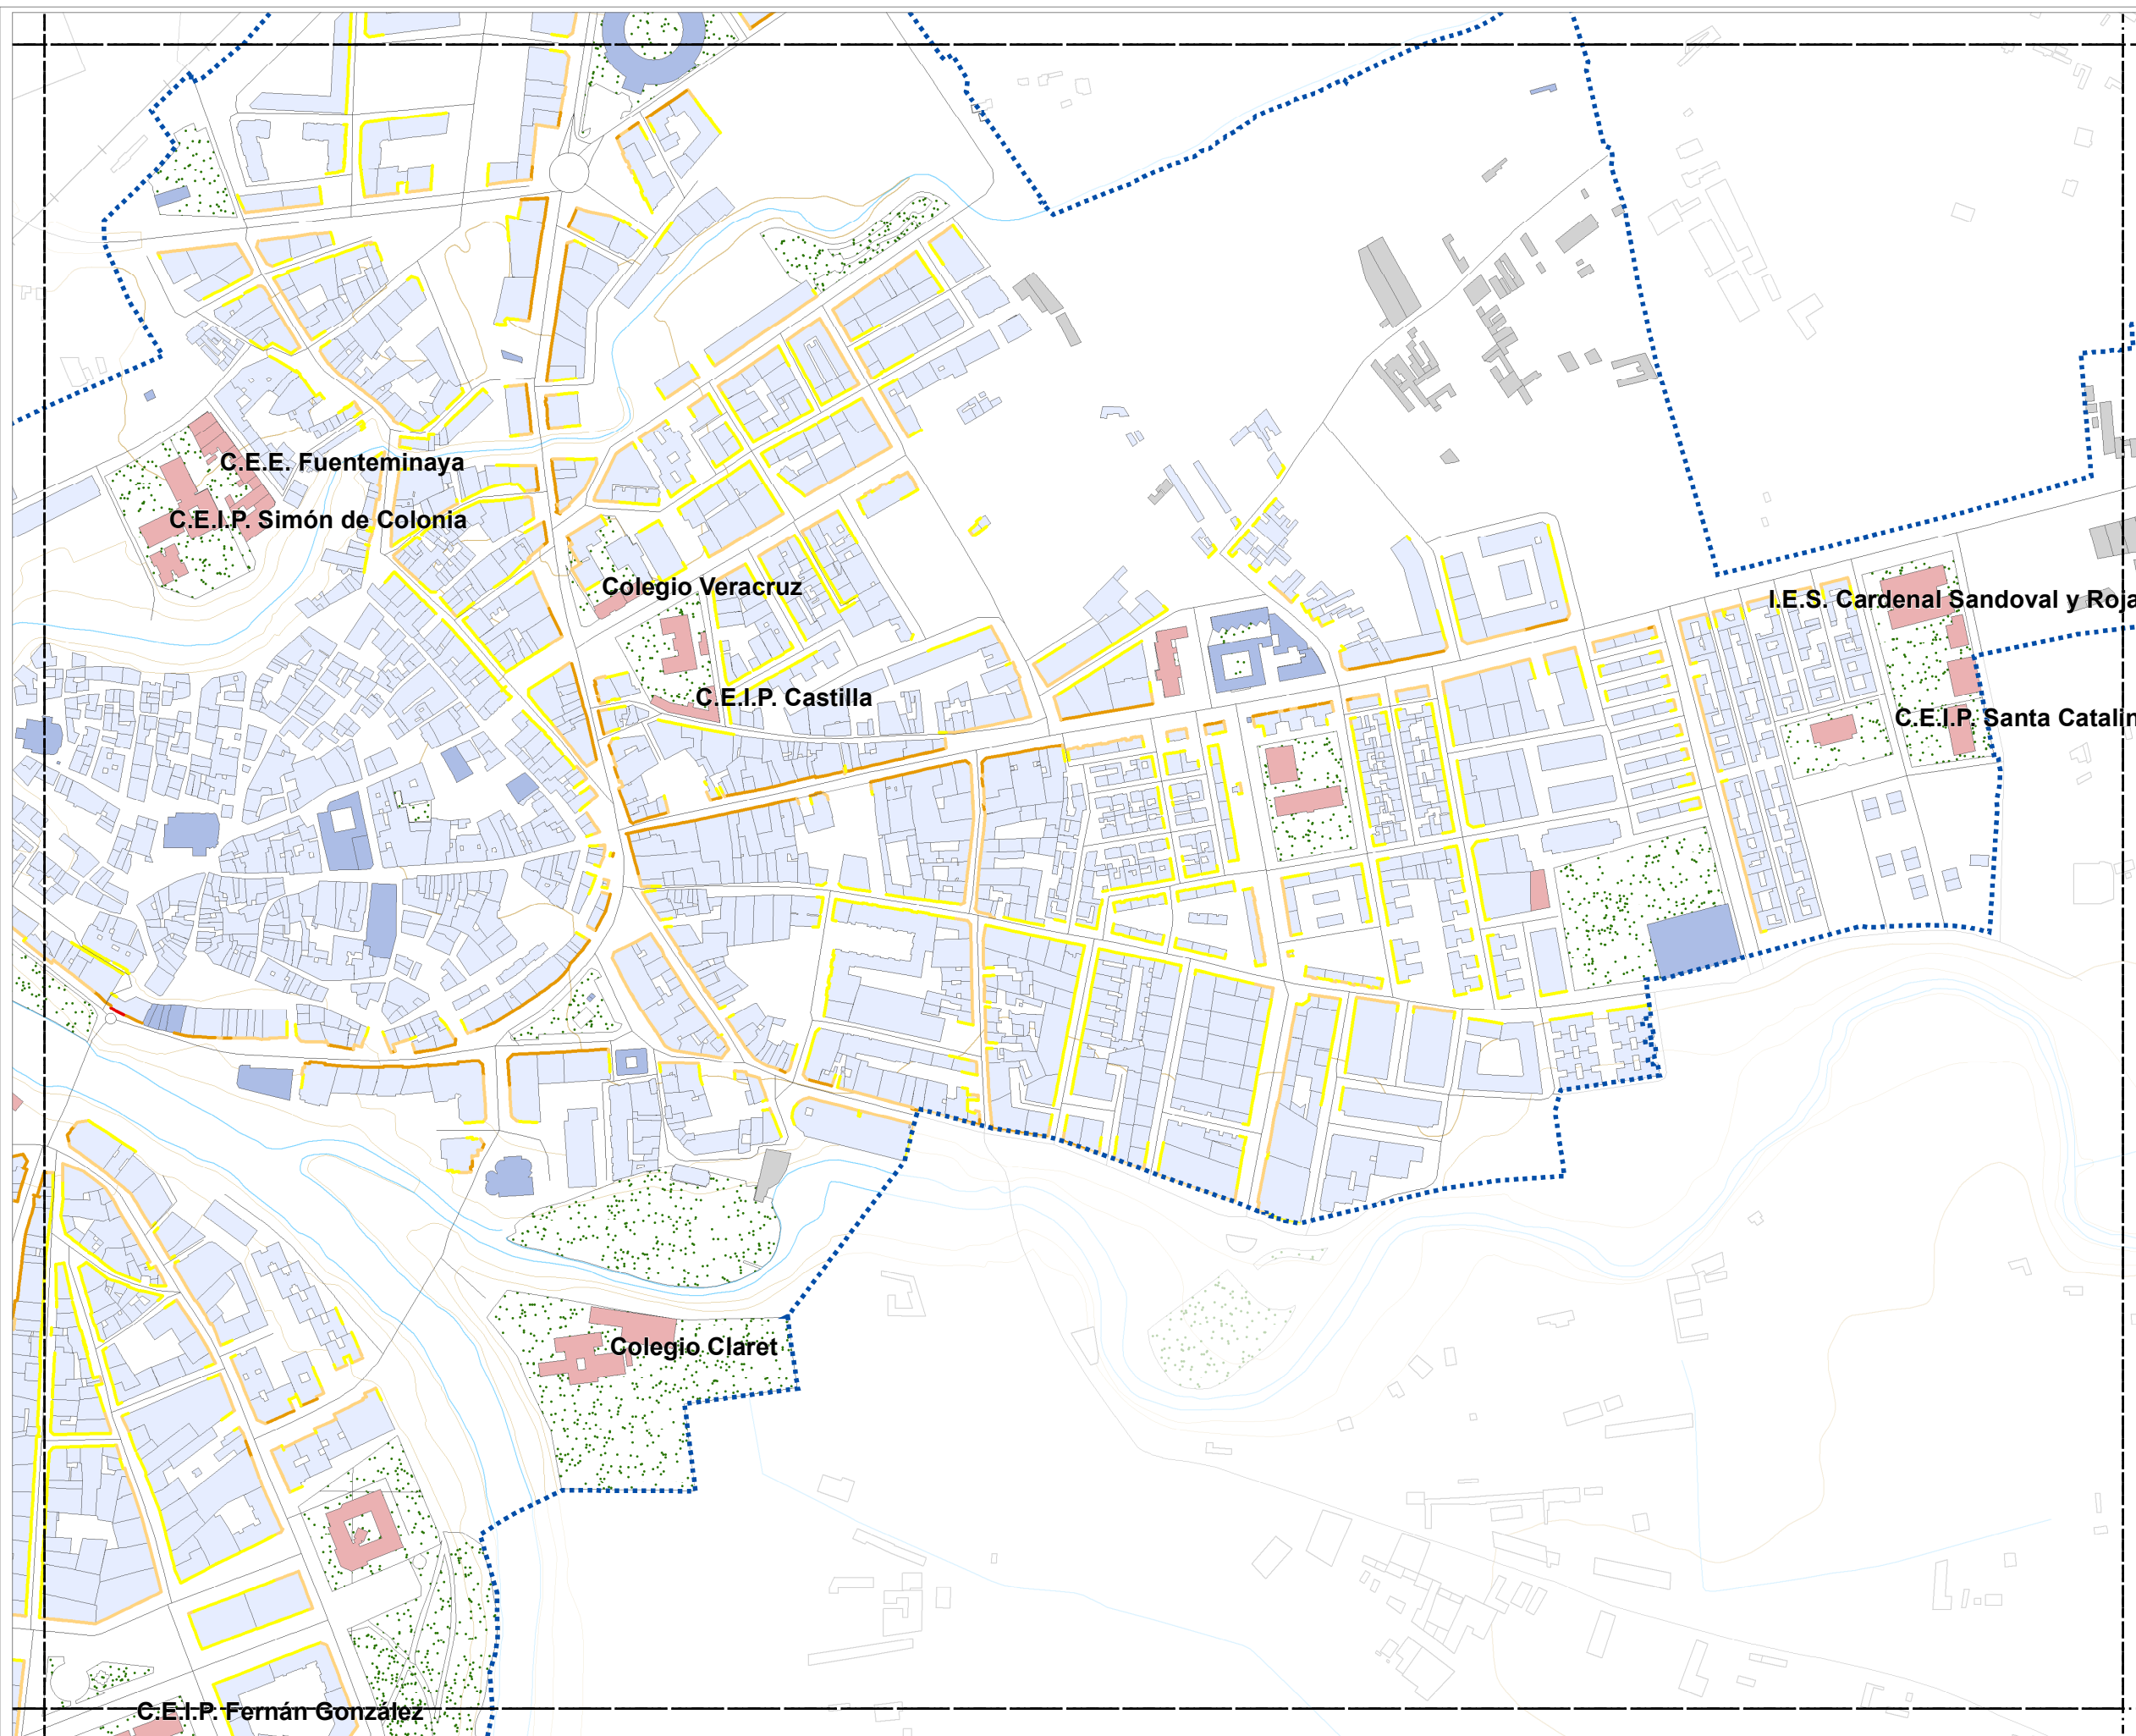 C.E.E. Fuenteminaya
C.E.I.P. Simón de Colonia
Colegio Veracruz
I.E.S. Cardenal Sandoval y Roja
C.E.I.P. Castilla
C.E.I.P. Santa Catalin
Colegio Claret
C.E.I.P. Fernán González